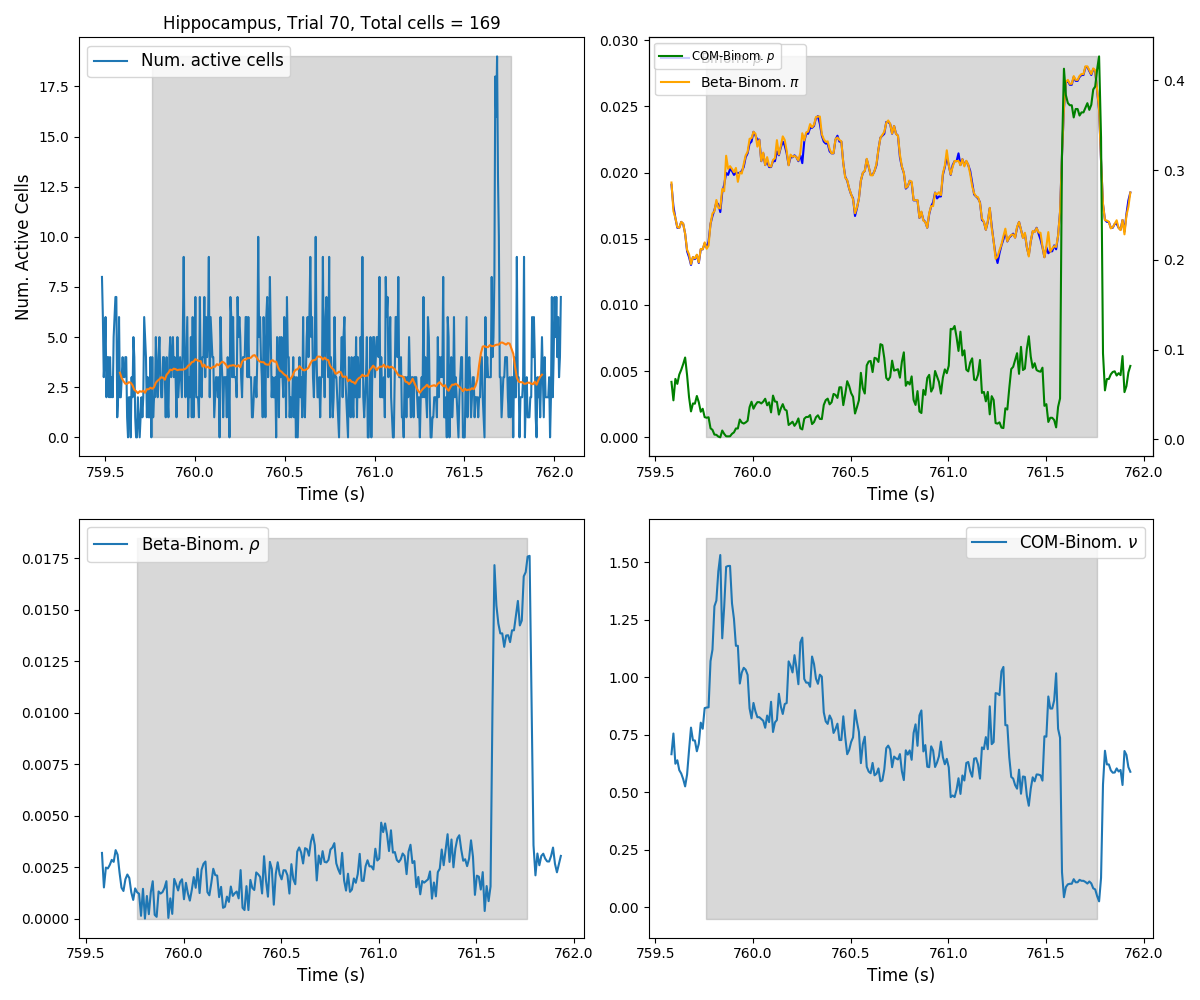 Hippocampus, Trial 70, Total cells = 169
Num. active cells
Num. Active Cells
17.5
15.0
12.5
10.0
7.5
5.0
2.5
0.0
759.5 760.0 760.5 761.0 761.5 762.0
Time (s)
COM-Binom. p
Beta-Binom. π
0.030
0.025
0.020
0.015
0.010
0.005
0.000
0.4
0.3
0.2
0.1
0.0
759.5 760.0 760.5 761.0 761.5 762.0
Time (s)
Beta-Binom. ρ
0.0175
0.0150
0.0125
0.0100
0.0075
0.0050
0.0025
0.0000
759.5 760.0 760.5 761.0 761.5 762.0
Time (s)
COM-Binom. ν
1.50
1.25
1.00
0.75
0.50
0.25
0.00
759.5 760.0 760.5 761.0 761.5 762.0
Time (s)